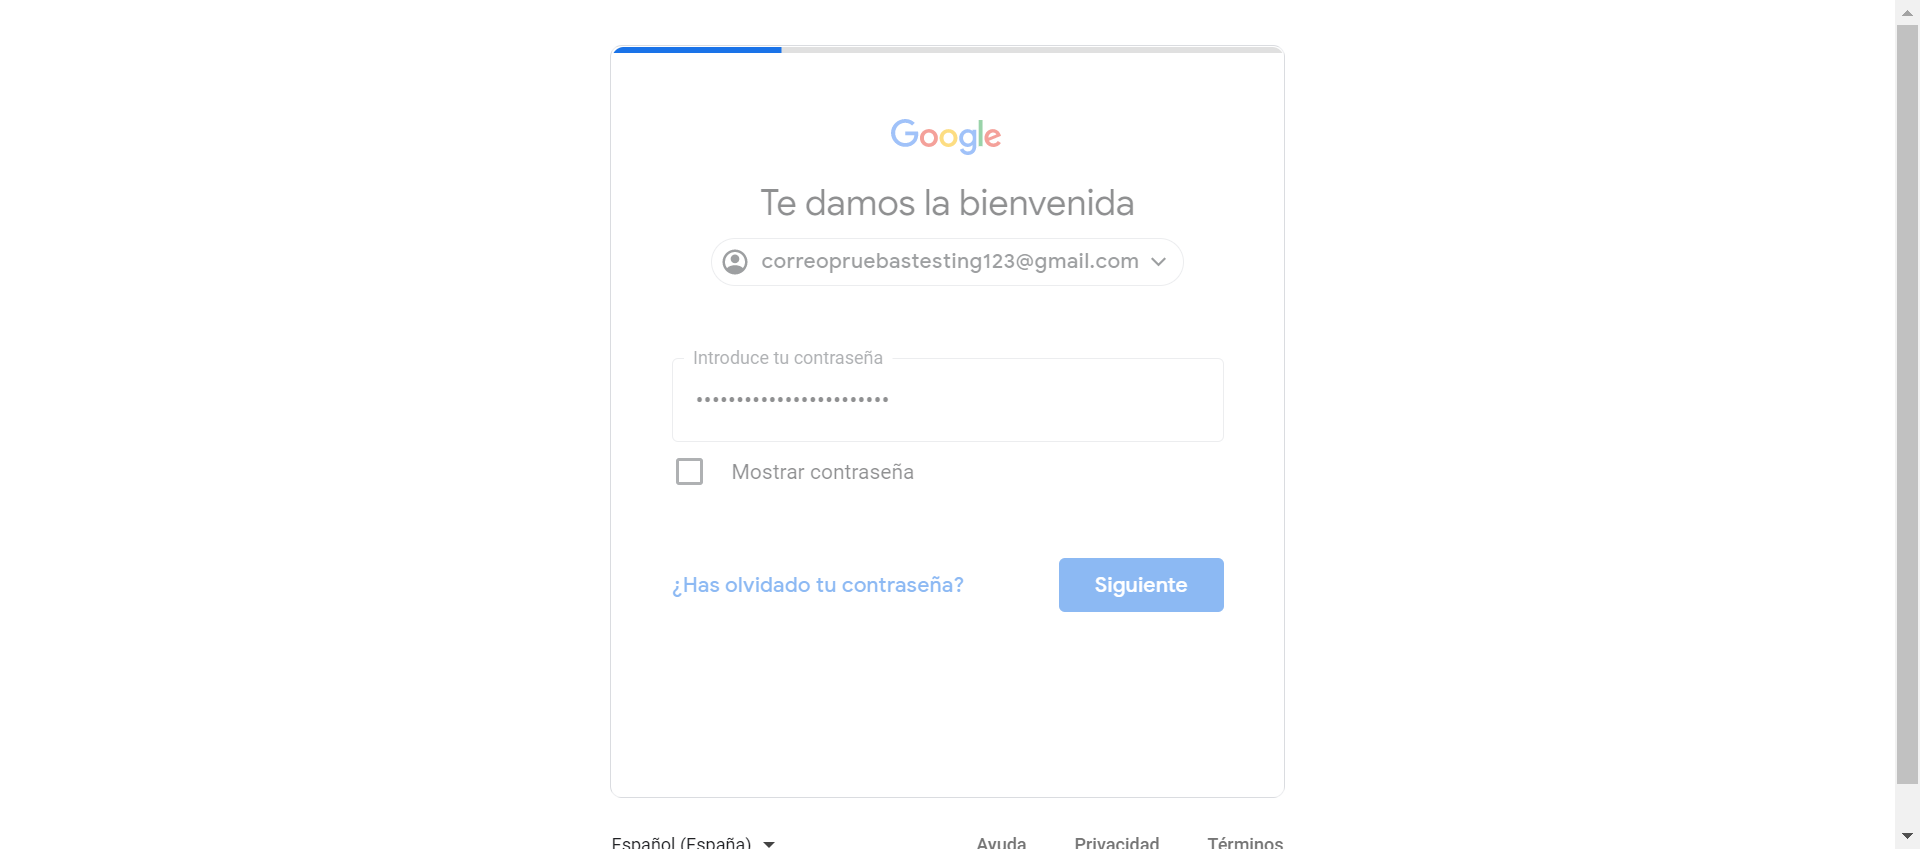 Google
Te damos la bienvenida
correopruebastesting123@gmail.com
Introduce tu contraseña
••••••••••••••••••••••••
Mostrar contraseña
¿Has olvidado tu contraseña?
Siguiente
Español (España)
Ayuda
Privacidad
Términos